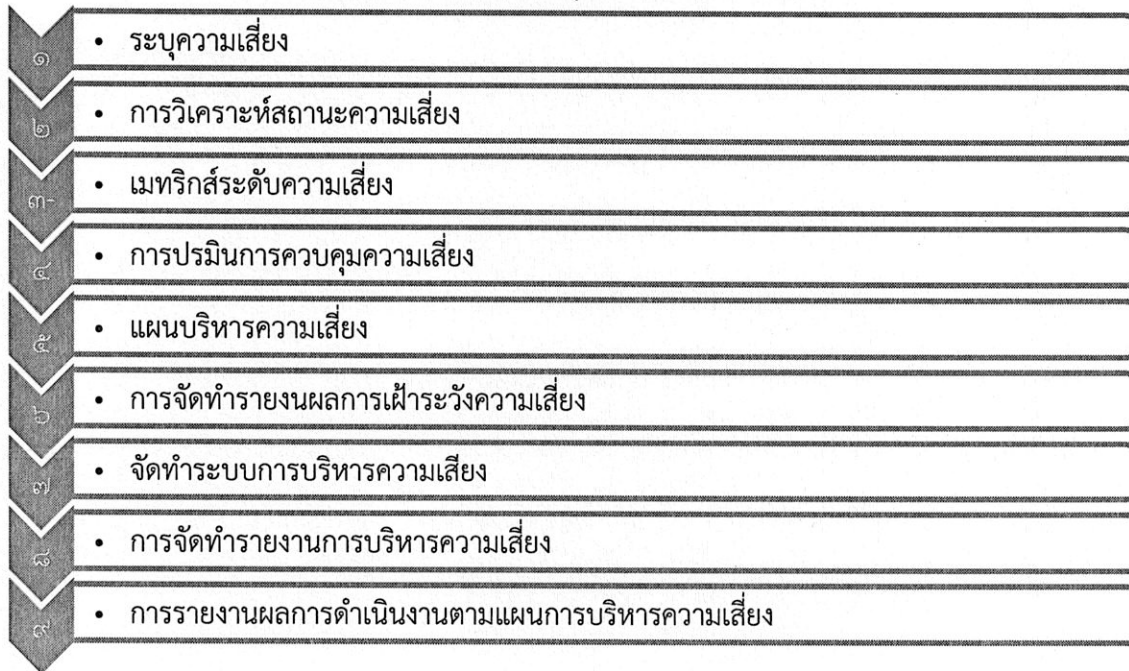 ๑ • ระบุความเสี่ยง
๒ • การวิเคราะห์สถานะความเสี่ยง
๓- • เมทริกส์ระดับความเสี่ยง
๔ • การปรมินการควบคุมความเสี่ยง
๕ • แผนบริหารความเสี่ยง
๖ • การจัดทำรายงนผลการเฝ้าระวังความเสี่ยง
๗ • จัดทำระบบการบริหารความเสียง
๘ • การจัดทำรายงานการบริหารความเสี่ยง
๙ • การรายงานผลการดำเนินงานตามแผนการบริหารความเสี่ยง